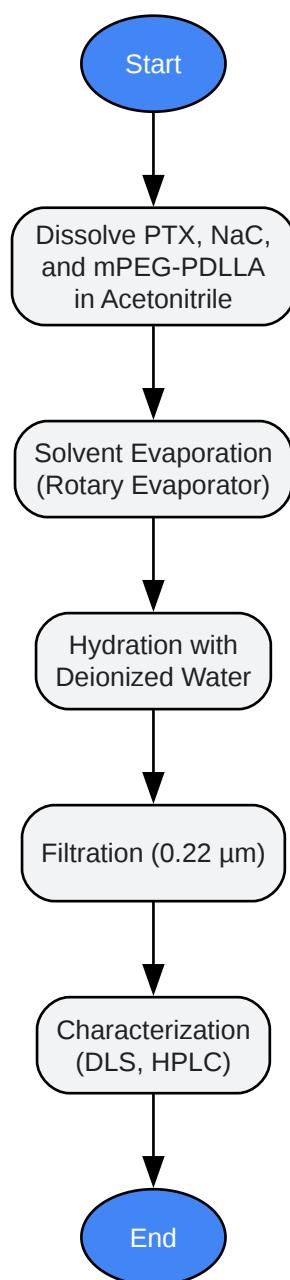 Start
Dissolve PTX, NaC,
and mPEG-PDLLA
in Acetonitrile
Solvent Evaporation
(Rotary Evaporator)
Hydration with
Deionized Water
Filtration (0.22 µm)
Characterization
(DLS, HPLC)
End